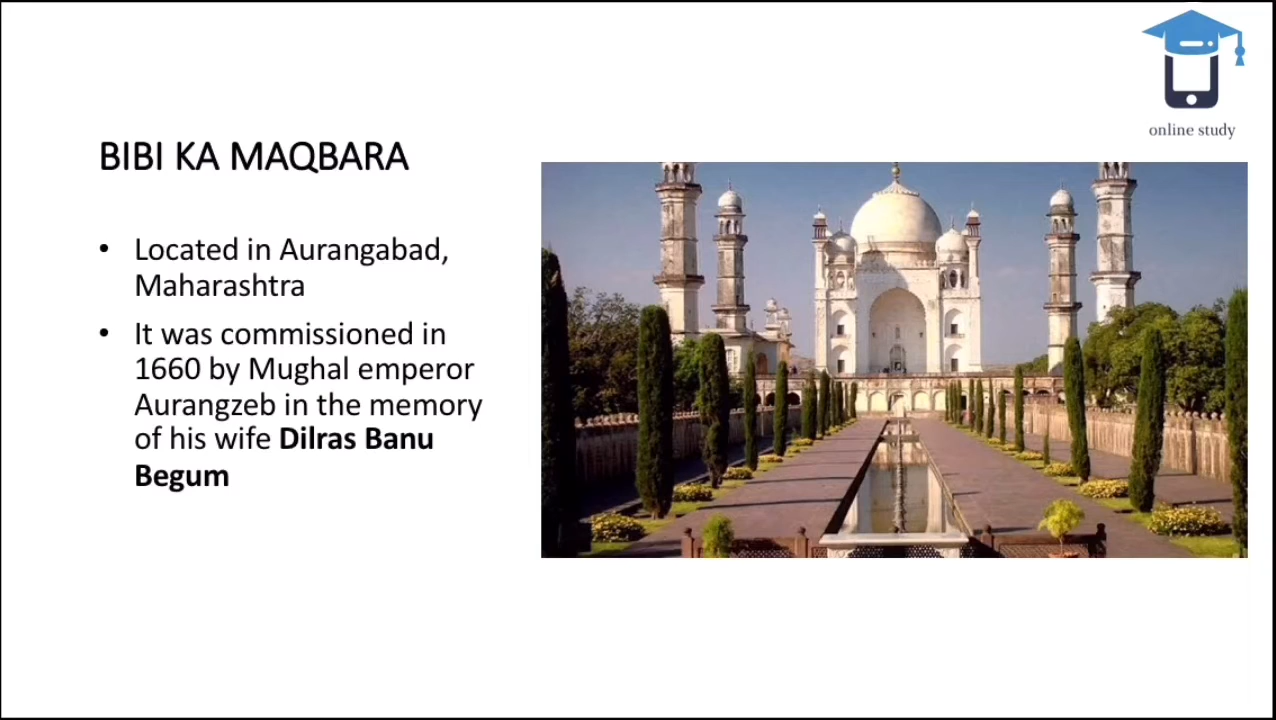 online study
BIBI KA MAQBARA
• Located in Aurangabad,
Maharashtra
• It was commissioned in
1660 by Mughal emperor
Aurangzeb in the memory
of his wife Dilras Banu
Begum